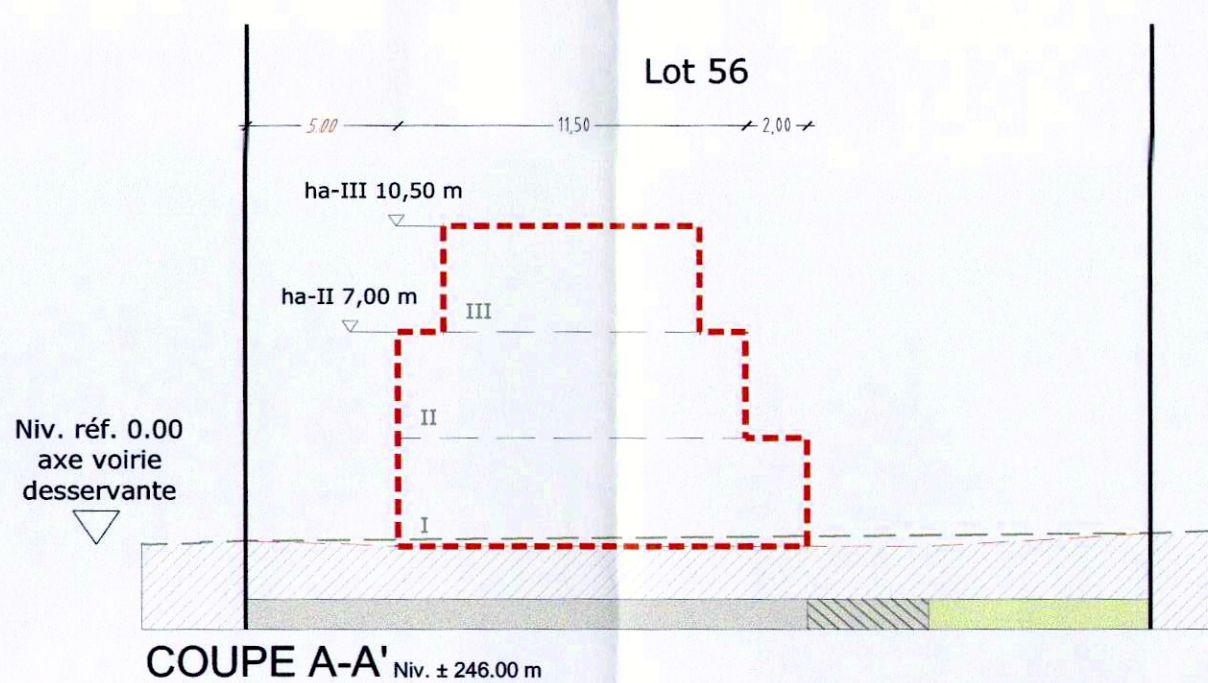 Lot 56
5.00
11,50
2,00
ha-III 10,50 m
ha-II 7,00 m
III
II
I
Niv. réf. 0.00
axe voirie
desservante
COUPE A-A' Niv. ± 246.00 m